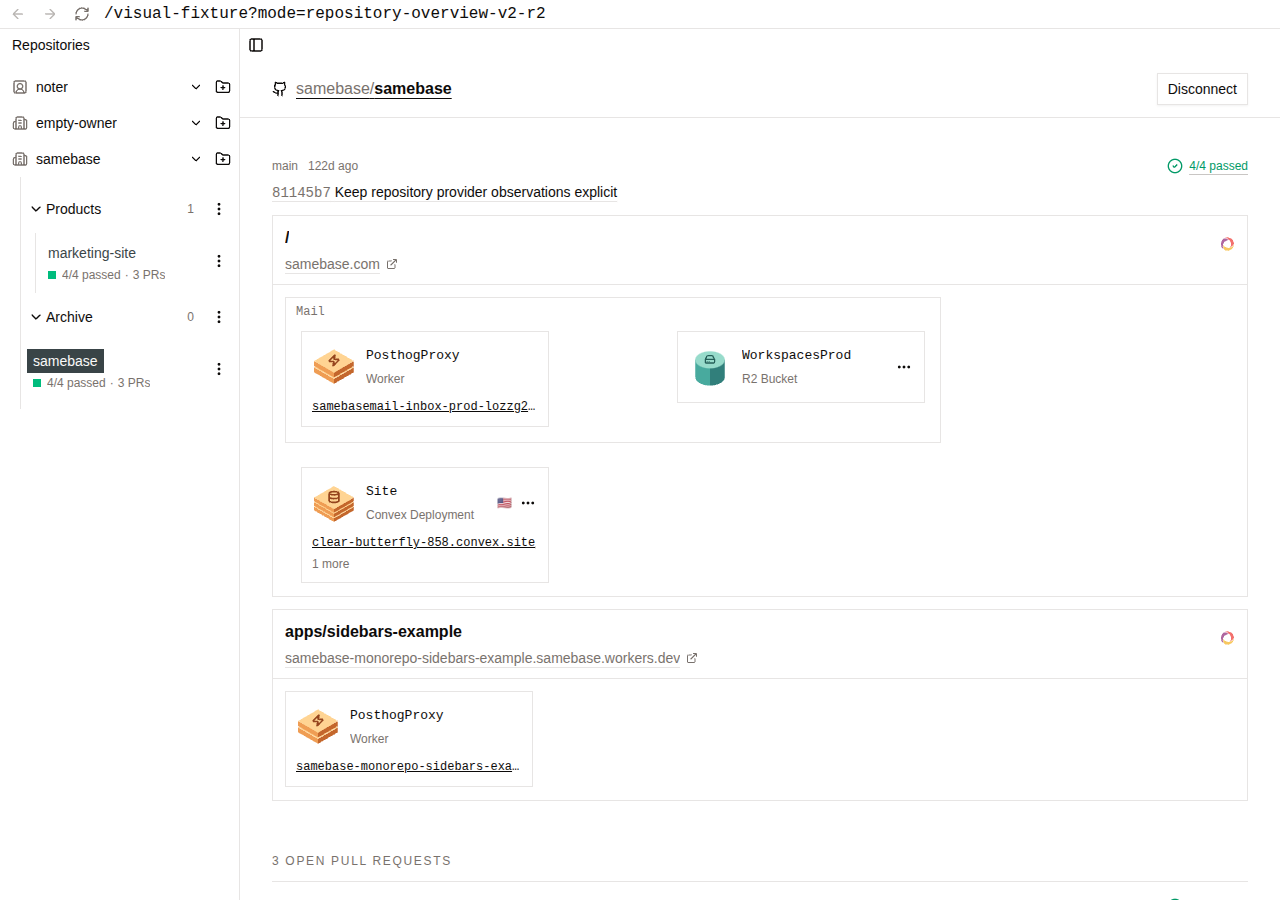 /visual-fixture?mode=repository-overview-v2-r2
Repositories
noter
empty-owner
samebase
Products 1
marketing-site
4/4 passed · 3 PRs
Archive 0
samebase
4/4 passed · 3 PRs
samebase/samebase
Disconnect
main 122d ago
4/4 passed
81145b7 Keep repository provider observations explicit
/
samebase.com
Mail
PosthogProxy
Worker
samebasemail-inbox-prod-lozzg2…
WorkspacesProd
R2 Bucket
Site
Convex Deployment
clear-butterfly-858.convex.site
1 more
apps/sidebars-example
samebase-monorepo-sidebars-example.samebase.workers.dev
PosthogProxy
Worker
samebase-monorepo-sidebars-exa…
3 OPEN PULL REQUESTS